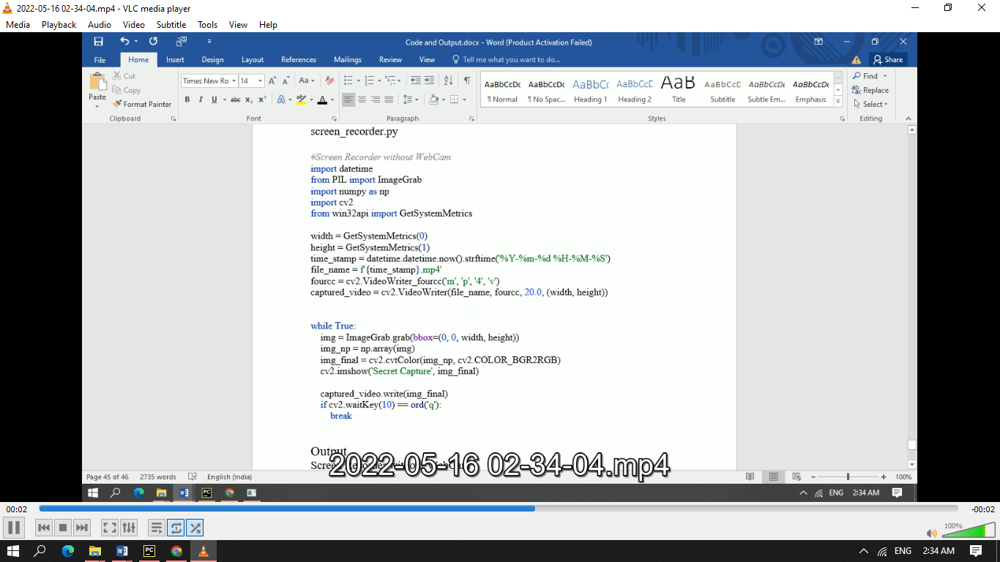 2022-05-16 02-34-04.mp4 - VLC media player
Media Playback Audio Video Subtitle Tools View Help
Code and Output.docx - Word (Product Activation Failed)
File Home Insert Design Layout References Mailings Review View Tell me what you want to do... Share
Paste Cut Copy Format Painter
Clipboard
Times New Ro 14
B I U abc X₂ X²
Font
Paragraph
AaBbCcDc AaBbCcDc AaBbCc AaBbCcD AaB AaBbCcD AaBbCcDc AaBbCcDc
¶ Normal ¶ No Spac... Heading 1 Heading 2 Title Subtitle Subtle Em... Emphasis
Styles
Find
Replace
Select
Editing
screen_recorder.py
#Screen Recorder without WebCam
import datetime
from PIL import ImageGrab
import numpy as np
import cv2
from win32api import GetSystemMetrics
width = GetSystemMetrics(0)
height = GetSystemMetrics(1)
time_stamp = datetime.datetime.now().strftime('%Y-%m-%d %H-%M-%S')
file_name = f'{time_stamp}.mp4'
fourcc = cv2.VideoWriter_fourcc('m', 'p', '4', 'v')
captured_video = cv2.VideoWriter(file_name, fourcc, 20.0, (width, height))
while True:
img = ImageGrab.grab(bbox=(0, 0, width, height))
img_np = np.array(img)
img_final = cv2.cvtColor(img_np, cv2.COLOR_BGR2RGB)
cv2.imshow('Secret Capture', img_final)
captured_video.write(img_final)
if cv2.waitKey(10) == ord('q'):
break
Output
2022-05-16 02-34-04.mp4
Page 45 of 46 2735 words English (India) 100%
ENG 2:34 AM
00:02 -00:02
100%
ENG 2:34 AM